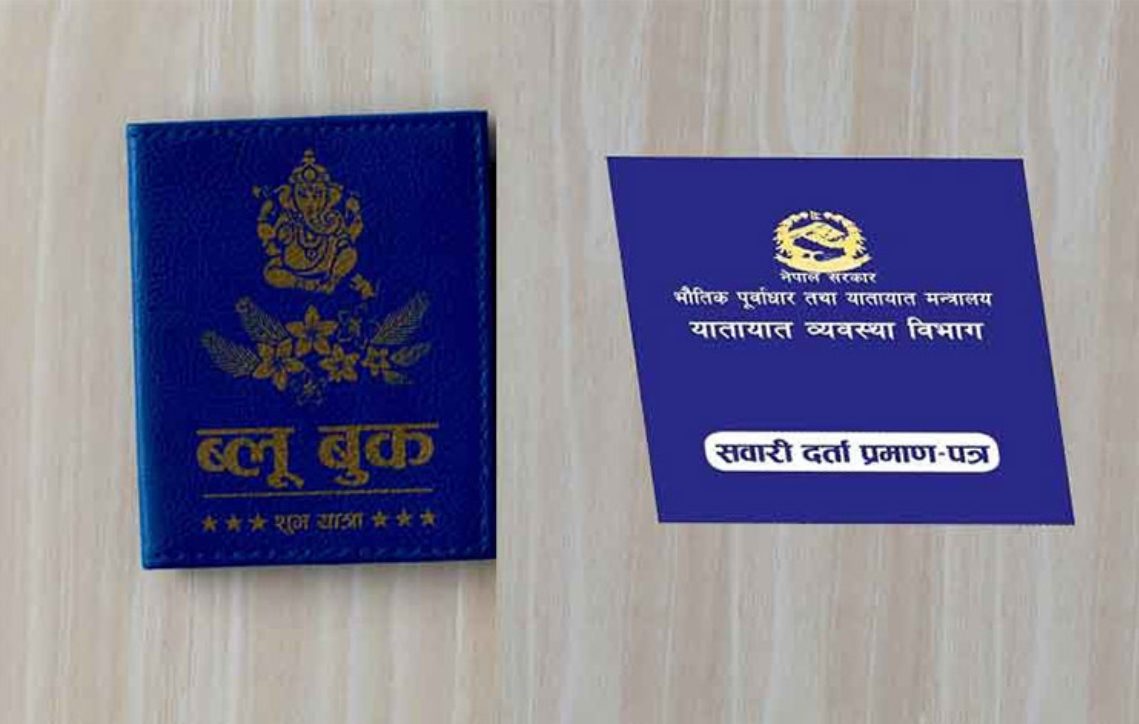 ब्लू बुक
★★★ शुभ यात्रा ★★★
नेपाल सरकार
भौतिक पूर्वाधार तथा यातायात मन्त्रालय
यातायात व्यवस्था विभाग
सवारी दर्ता प्रमाण-पत्र